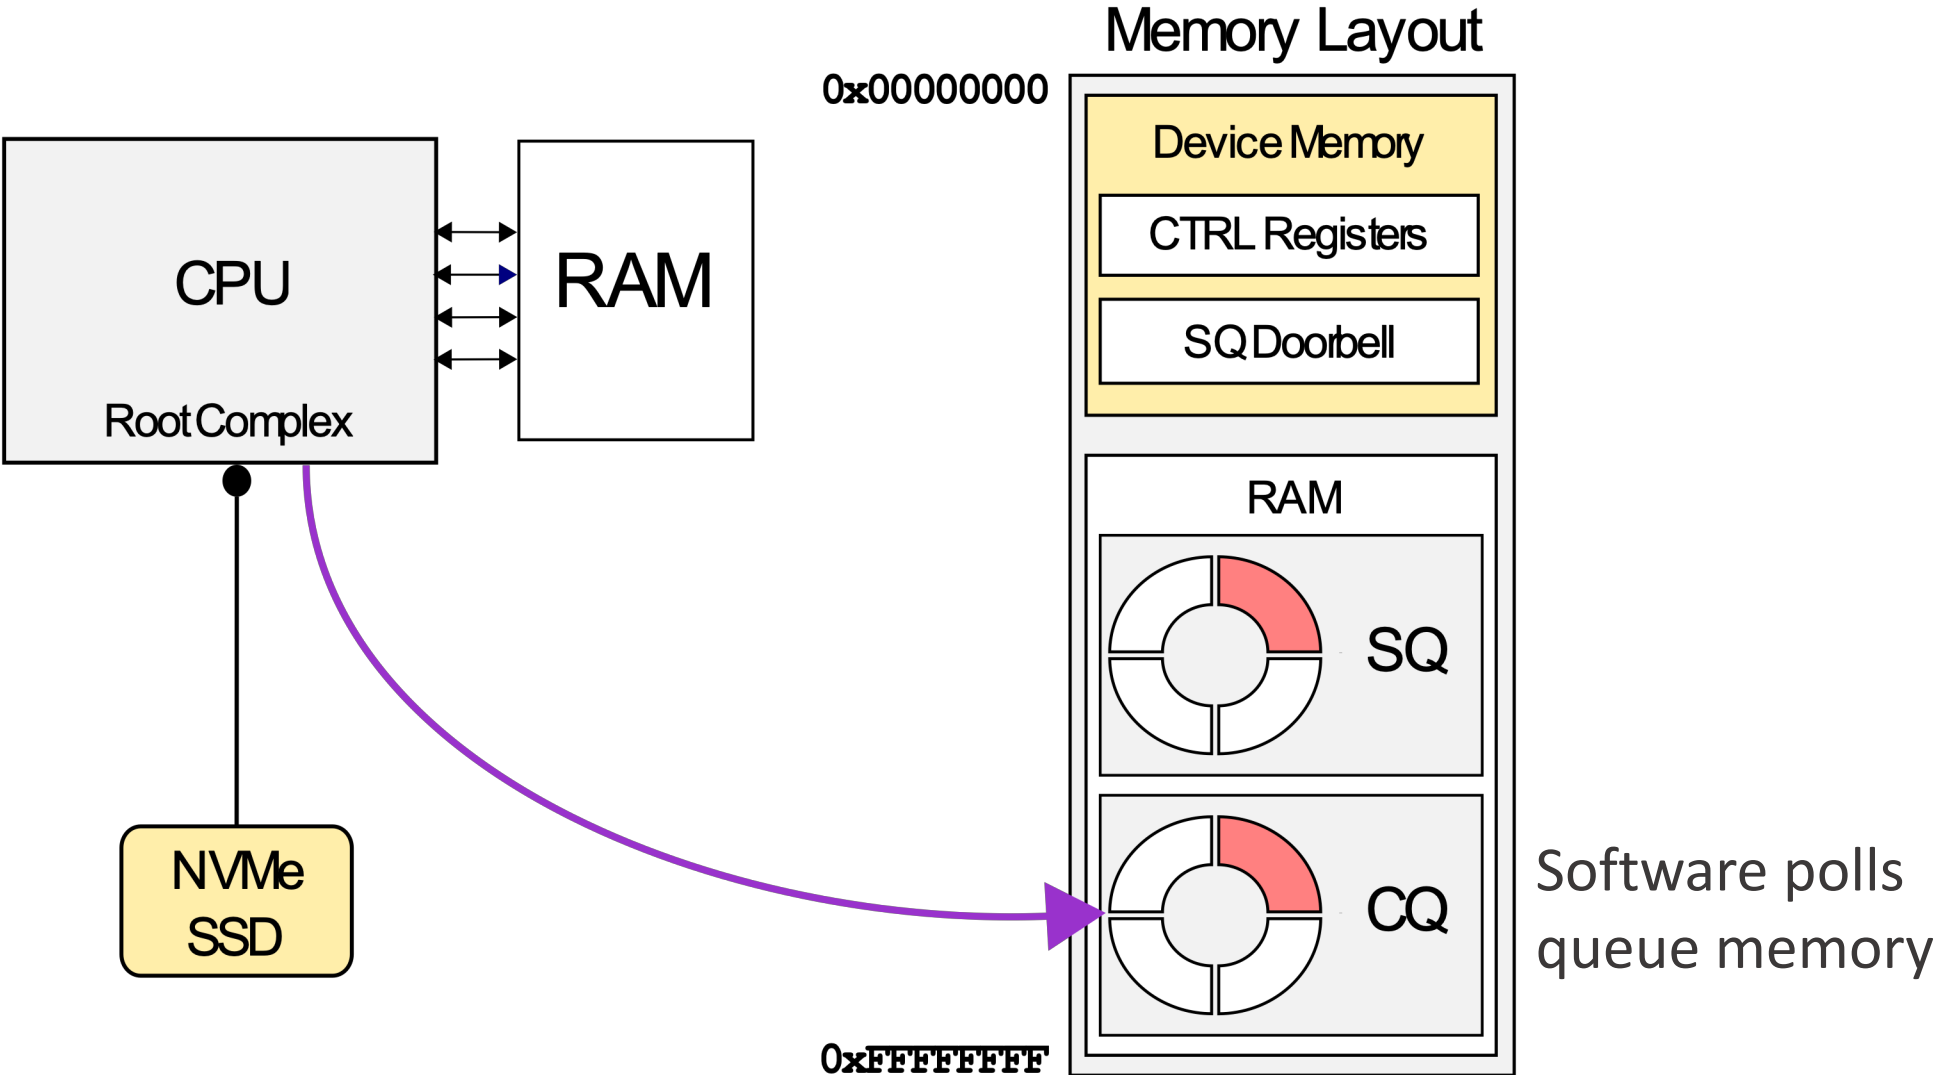 Memory Layout
0x00000000
Device Memory
CTRL Registers
SQ Doorbell
CPU
RAM
Root Complex
RAM
SQ
CQ
NVMe
SSD
Software polls
queue memory
0xFFFFFFFF